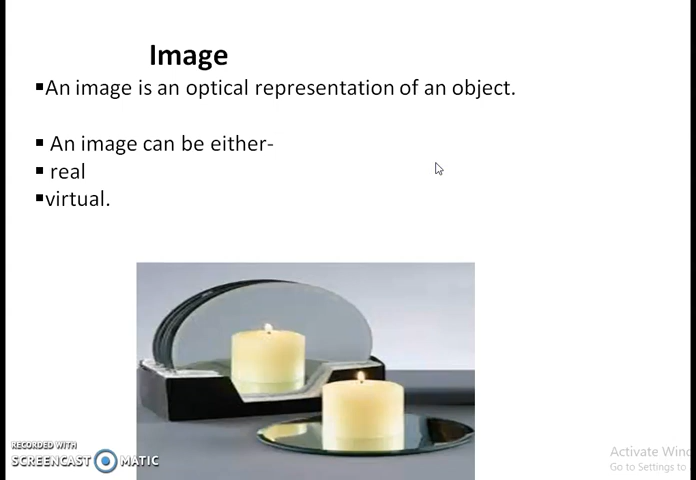 Image
▪An image is an optical representation of an object.
▪ An image can be either-
▪ real
▪virtual.
RECORDED WITH
SCREENCAST MATIC
Activate Wind
Go to Settings to